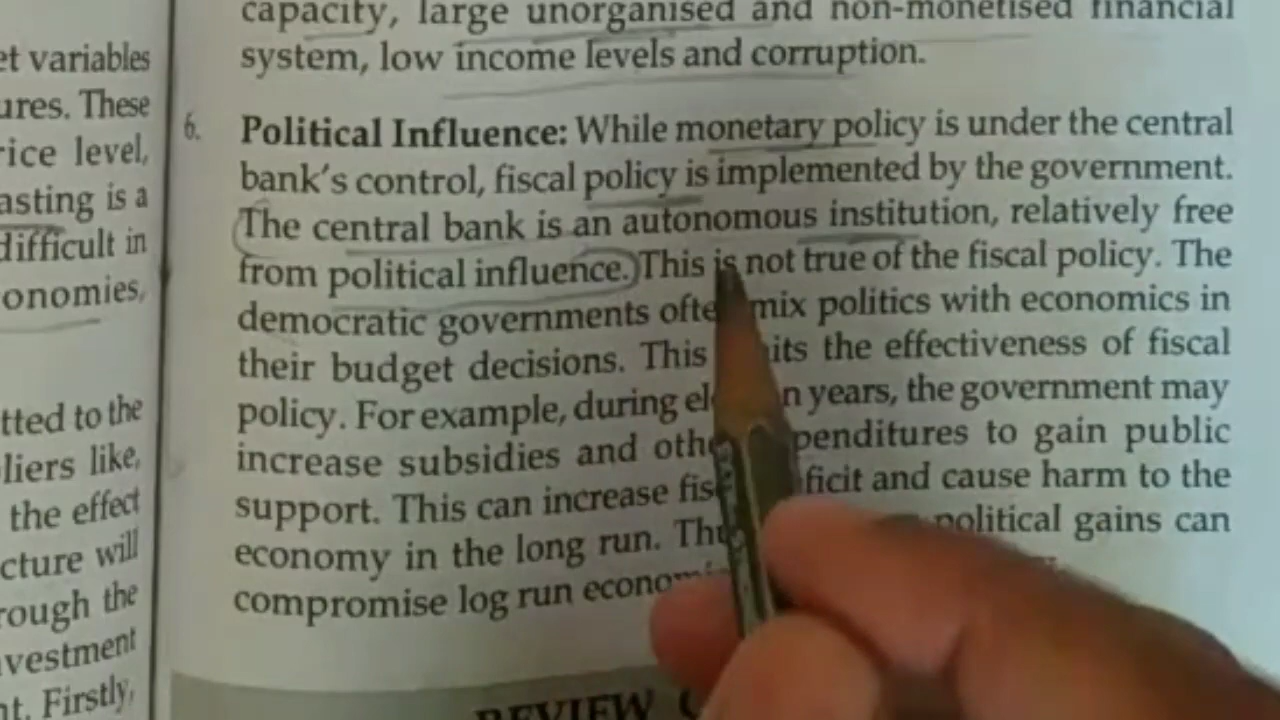 capacity, large unorganised and non-monetised financial
system, low income levels and corruption.
6. Political Influence: While monetary policy is under the central
bank's control, fiscal policy is implemented by the government.
The central bank is an autonomous institution, relatively free
from political influence. This is not true of the fiscal policy. The
democratic governments ofte mix politics with economics in
their budget decisions. This its the effectiveness of fiscal
policy. For example, during el n years, the government may
increase subsidies and oth penditures to gain public
support. This can increase fis ficit and cause harm to the
economy in the long run. Thu political gains can
compromise log run econom
REVIEW
et variables
ures. These
rice level,
asting is a
difficult in
onomies,
tted to the
liers like,
the effect
cture will
rough the
nvestment
nt. Firstly,